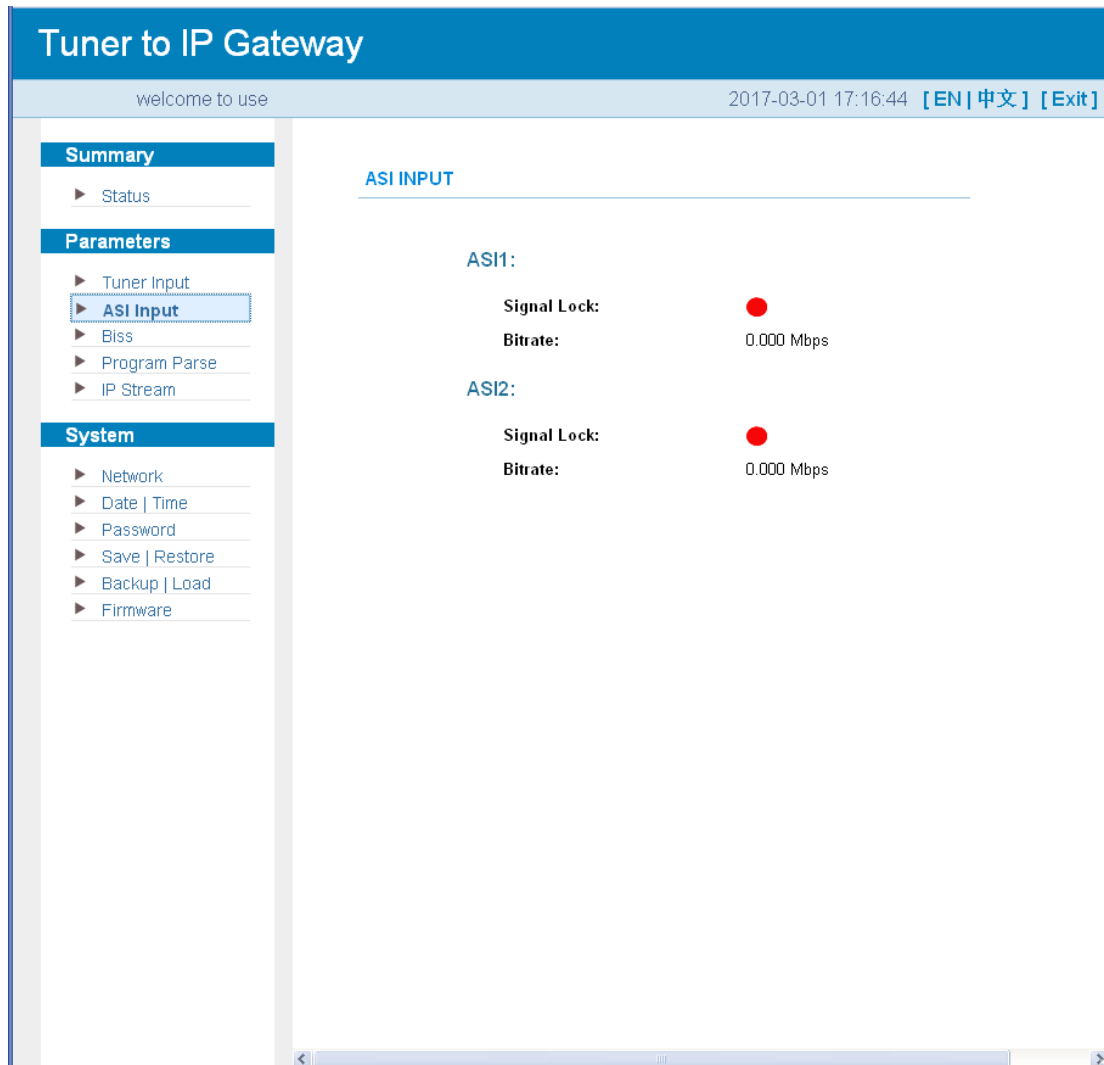 Tuner to IP Gateway
welcome to use
2017-03-01 17:16:44 [ EN | 中文 ] [ Exit ]
Summary
Status
Parameters
Tuner Input
ASI Input
Biss
Program Parse
IP Stream
System
Network
Date | Time
Password
Save | Restore
Backup | Load
Firmware
ASI INPUT
ASI1:
Signal Lock:
Bitrate: 0.000 Mbps
ASI2:
Signal Lock:
Bitrate: 0.000 Mbps